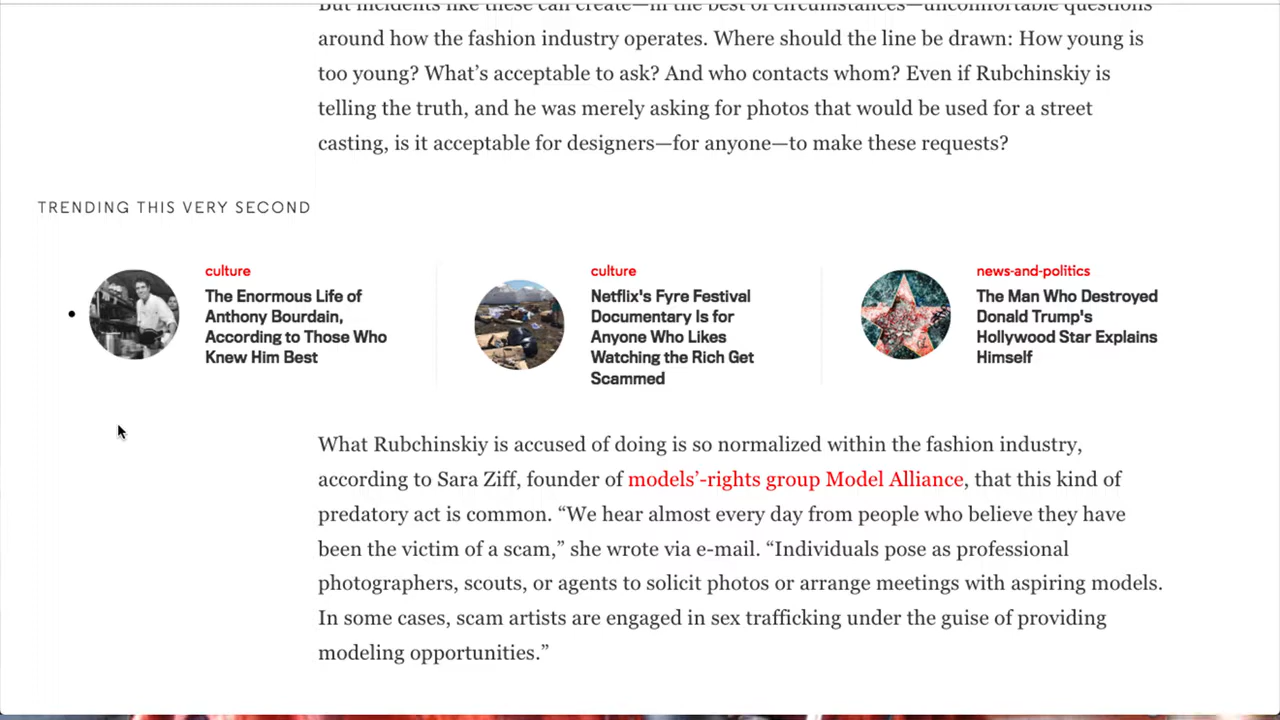 But incidents like these can create—in the best of circumstances—uncomfortable questions
around how the fashion industry operates. Where should the line be drawn: How young is
too young? What’s acceptable to ask? And who contacts whom? Even if Rubchinskiy is
telling the truth, and he was merely asking for photos that would be used for a street
casting, is it acceptable for designers—for anyone—to make these requests?
TRENDING THIS VERY SECOND
culture
The Enormous Life of
Anthony Bourdain,
According to Those Who
Knew Him Best
culture
Netflix's Fyre Festival
Documentary Is for
Anyone Who Likes
Watching the Rich Get
Scammed
news-and-politics
The Man Who Destroyed
Donald Trump's
Hollywood Star Explains
Himself
What Rubchinskiy is accused of doing is so normalized within the fashion industry,
according to Sara Ziff, founder of models’-rights group Model Alliance, that this kind of
predatory act is common. “We hear almost every day from people who believe they have
been the victim of a scam,” she wrote via e-mail. “Individuals pose as professional
photographers, scouts, or agents to solicit photos or arrange meetings with aspiring models.
In some cases, scam artists are engaged in sex trafficking under the guise of providing
modeling opportunities.”